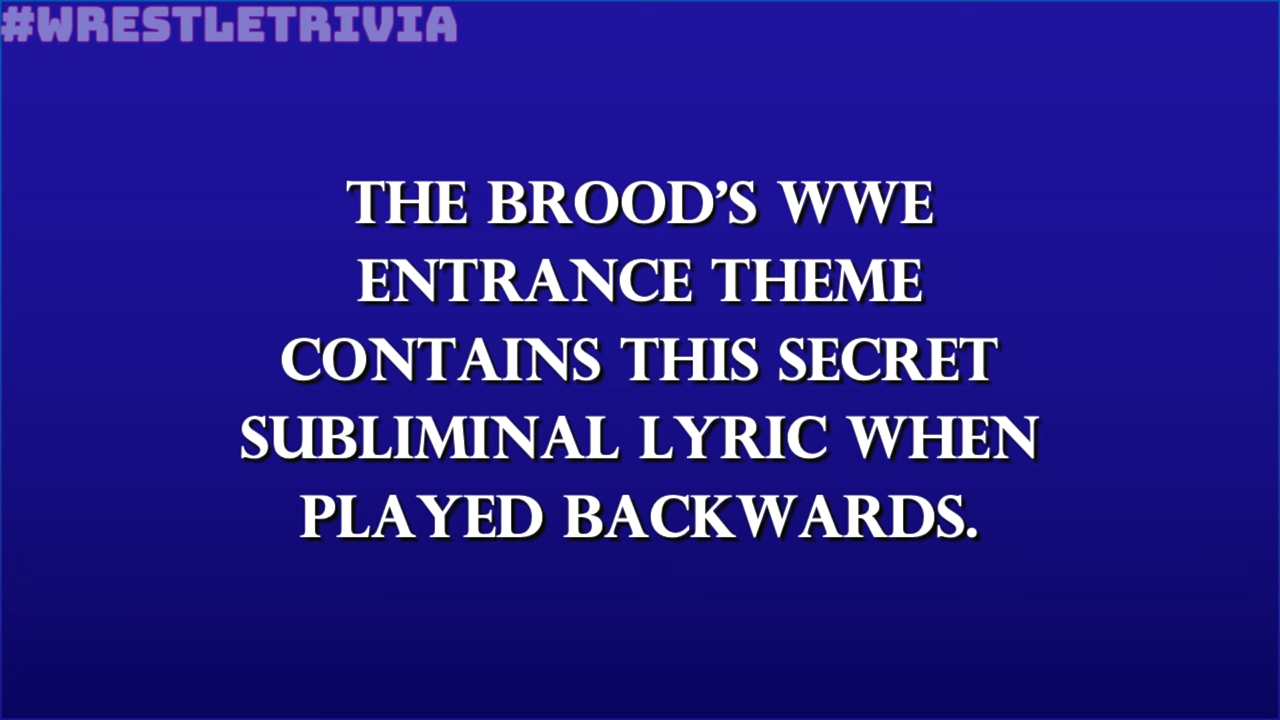 #WRESTLETRIVIA
THE BROOD'S WWE
ENTRANCE THEME
CONTAINS THIS SECRET
SUBLIMINAL LYRIC WHEN
PLAYED BACKWARDS.